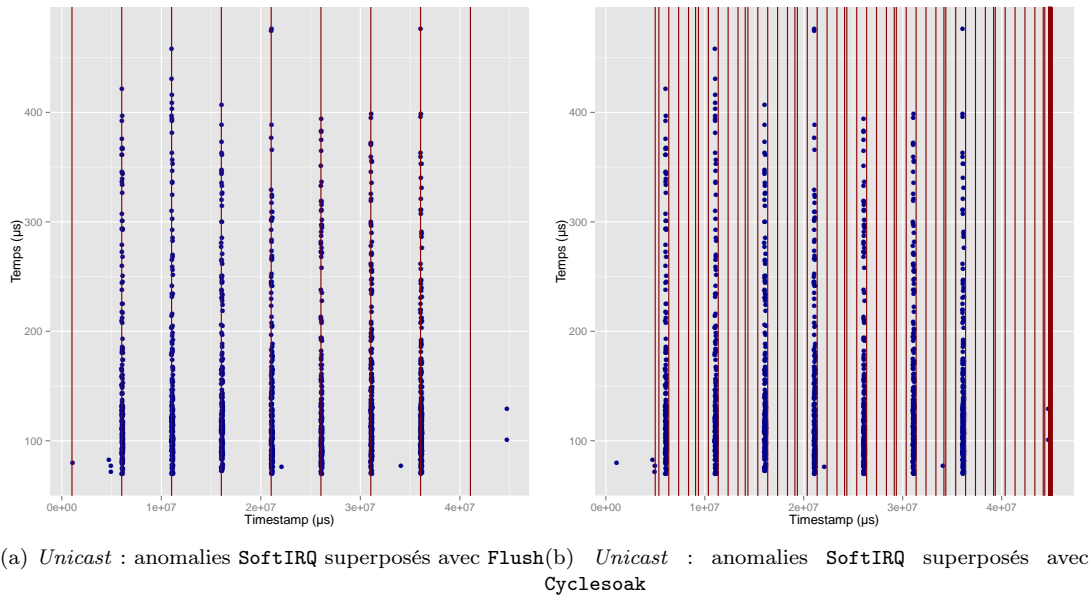 400
300
200
100
Temps (µs)
0e+00 1e+07 2e+07 3e+07 4e+07
Timestamp (µs)
400
300
200
100
Temps (µs)
0e+00 1e+07 2e+07 3e+07 4e+07
Timestamp (µs)
(a) Unicast : anomalies SoftIRQ superposés avec Flush
(b) Unicast : anomalies SoftIRQ superposés avec
Cyclesoak